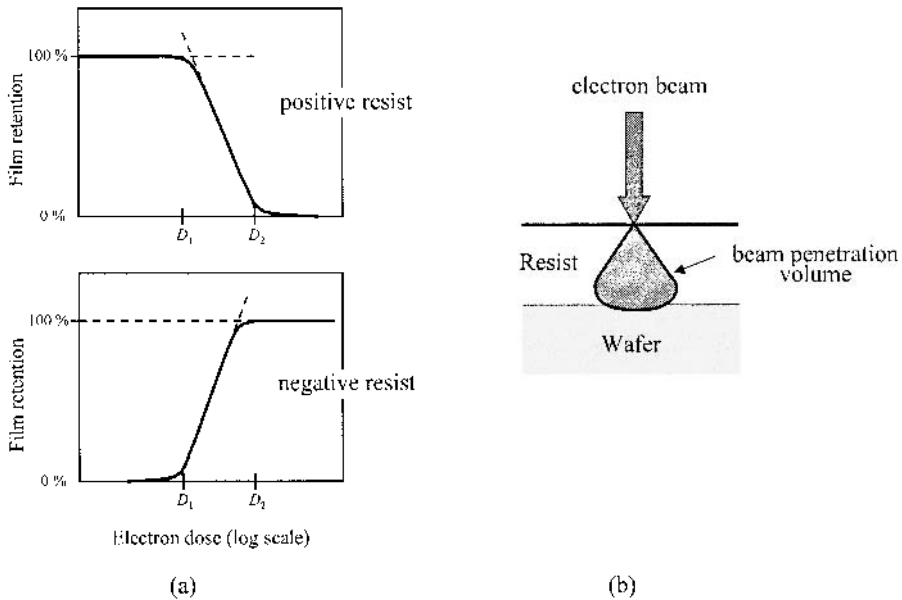 100 %
Film retention
positive resist
0 %
D₁
D₂
100 %
Film retention
negative resist
0 %
D₁
D₂
Electron dose (log scale)
(a)
electron beam
Resist
beam penetration
volume
Wafer
(b)